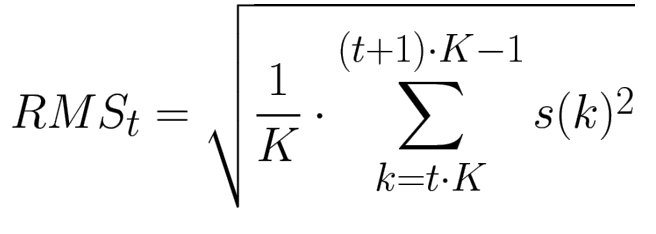 $RMS_t = \sqrt{\frac{1}{K} \cdot \sum_{k=t \cdot K}^{(t+1) \cdot K - 1} s(k)^2}$